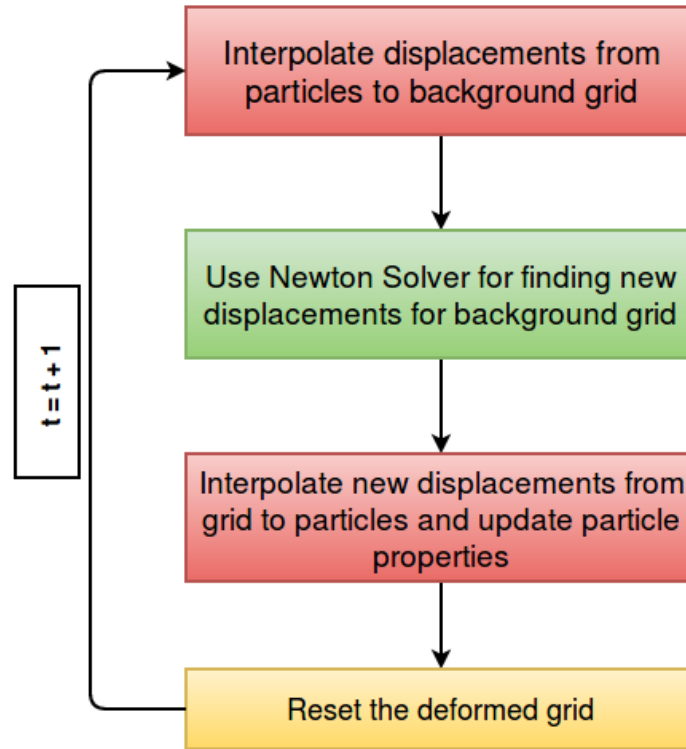 Interpolate displacements from
particles to background grid
Use Newton Solver for finding new
displacements for background grid
t = t + 1
Interpolate new displacements from
grid to particles and update particle
properties
Reset the deformed grid